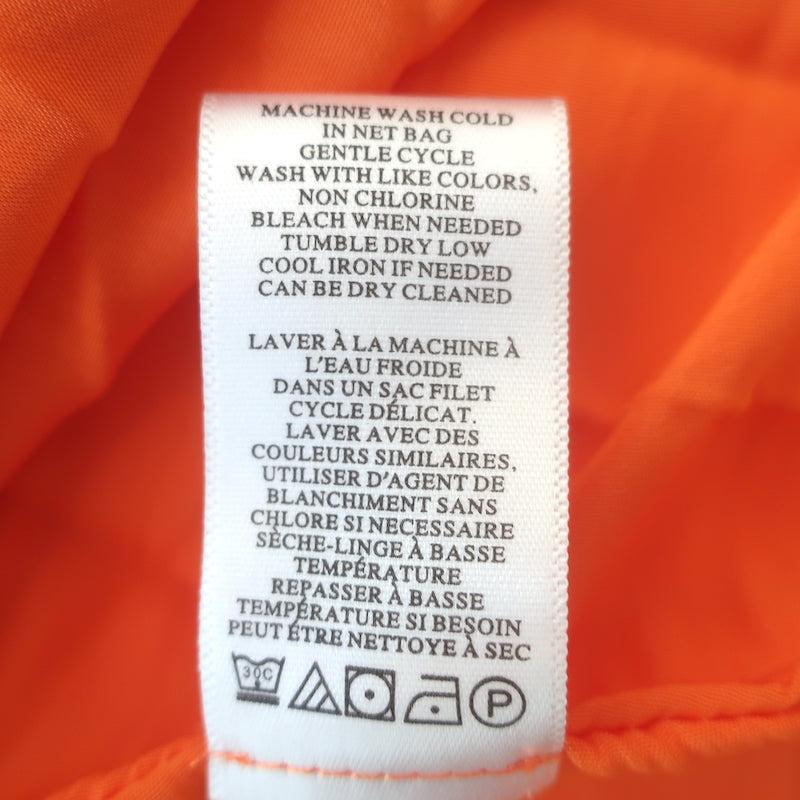 MACHINE WASH COLD
IN NET BAG
GENTLE CYCLE
WASH WITH LIKE COLORS,
NON CHLORINE
BLEACH WHEN NEEDED
TUMBLE DRY LOW
COOL IRON IF NEEDED
CAN BE DRY CLEANED
LAVER À LA MACHINE À
L'EAU FROIDE
DANS UN SAC FILET
CYCLE DÉLICAT.
LAVER AVEC DES
COULEURS SIMILAIRES,
UTILISER D'AGENT DE
BLANCHIMENT SANS
CHLORE SI NECESSAIRE
SÈCHE-LINGE À BASSE
TEMPÉRATURE
REPASSER À BASSE
TEMPÉRATURE SI BESOIN
PEUT ÉTRE NETTOYE À SEC
30C P